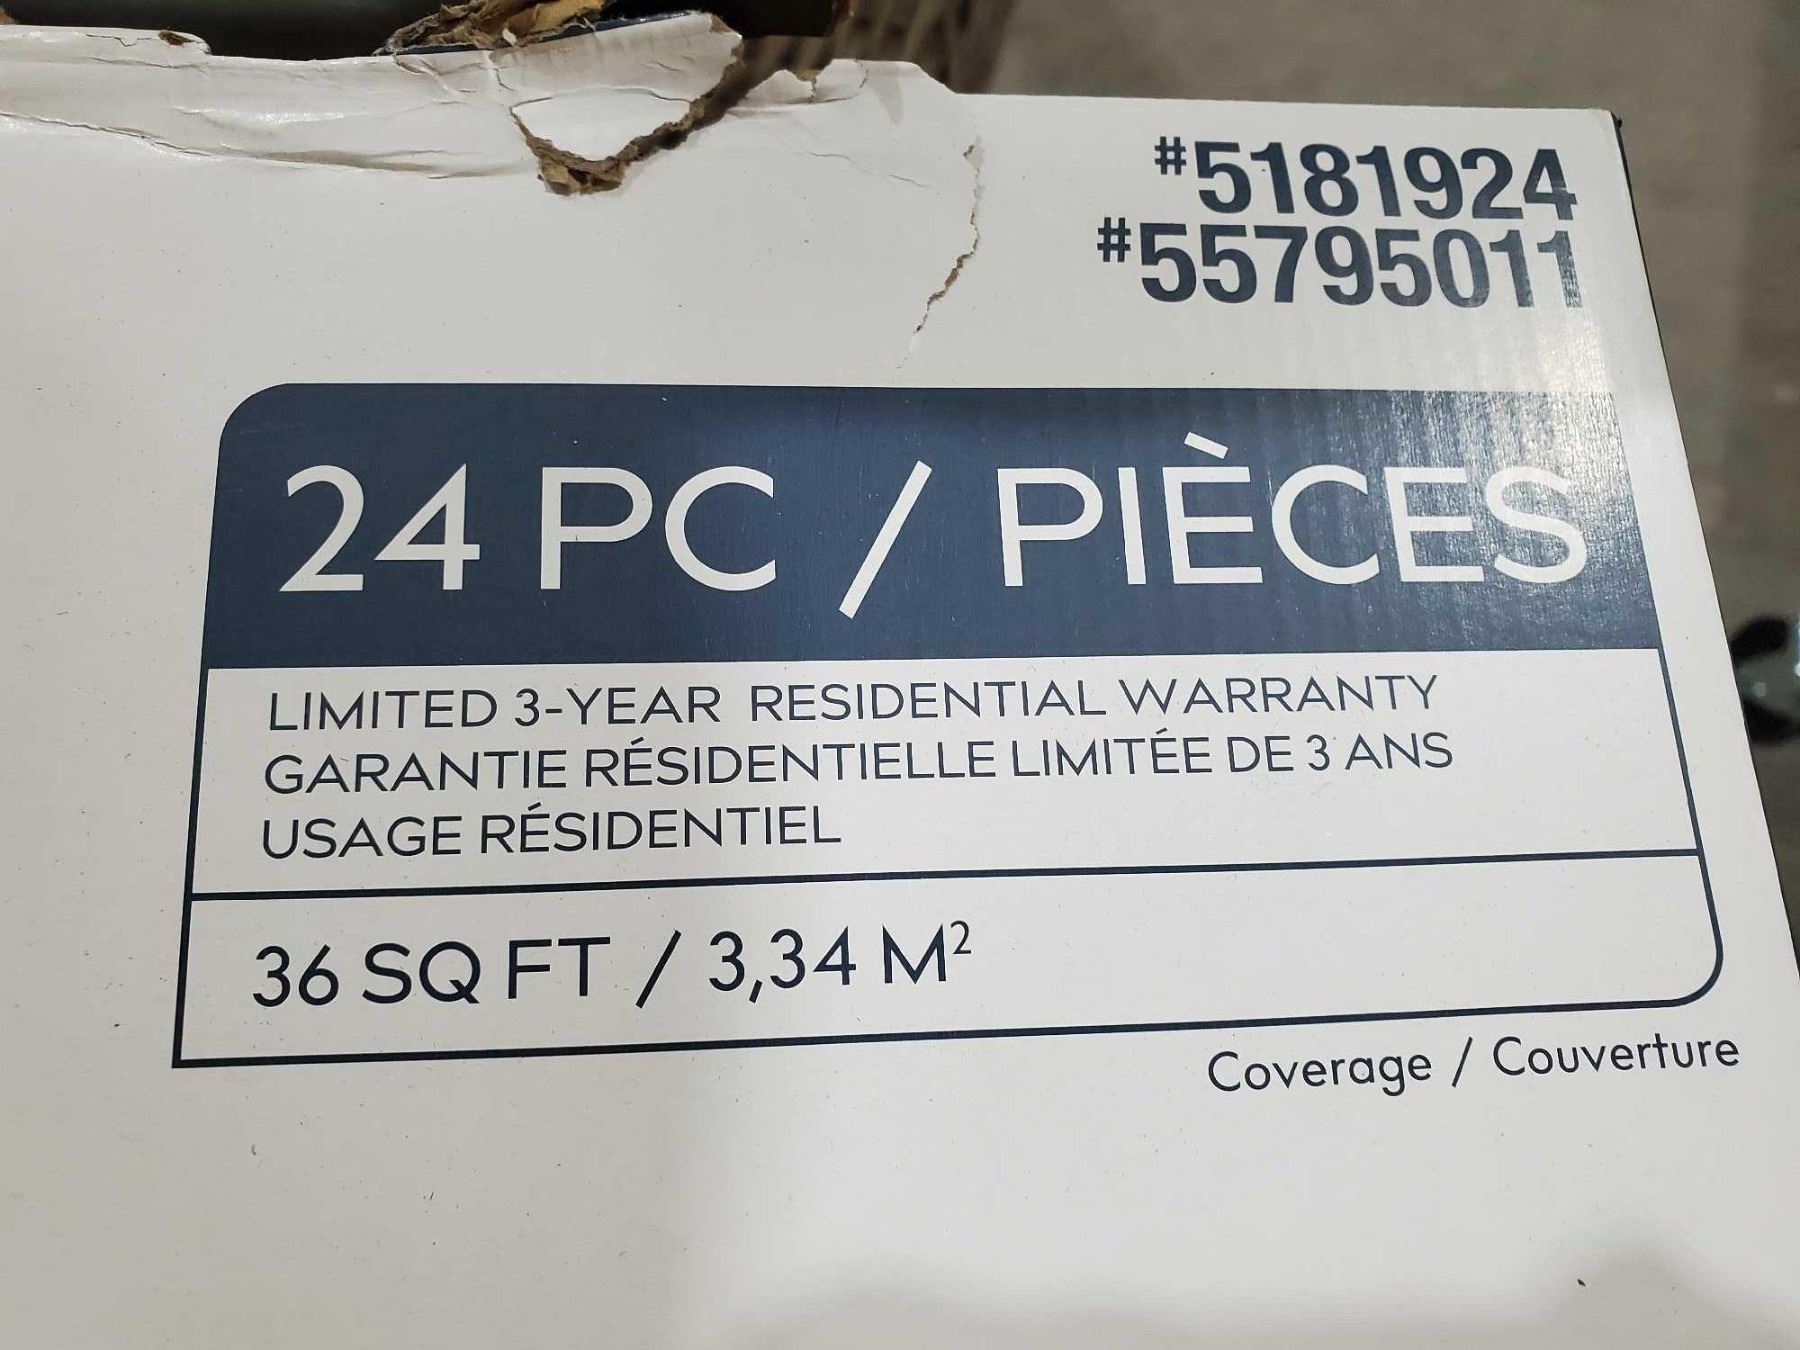 #5181924
#55795011
24 PC / PIÈCES
LIMITED 3-YEAR RESIDENTIAL WARRANTY
GARANTIE RÉSIDENTIELLE LIMITÉE DE 3 ANS
USAGE RÉSIDENTIEL
36 SQ FT / 3,34 M²
Coverage / Couverture